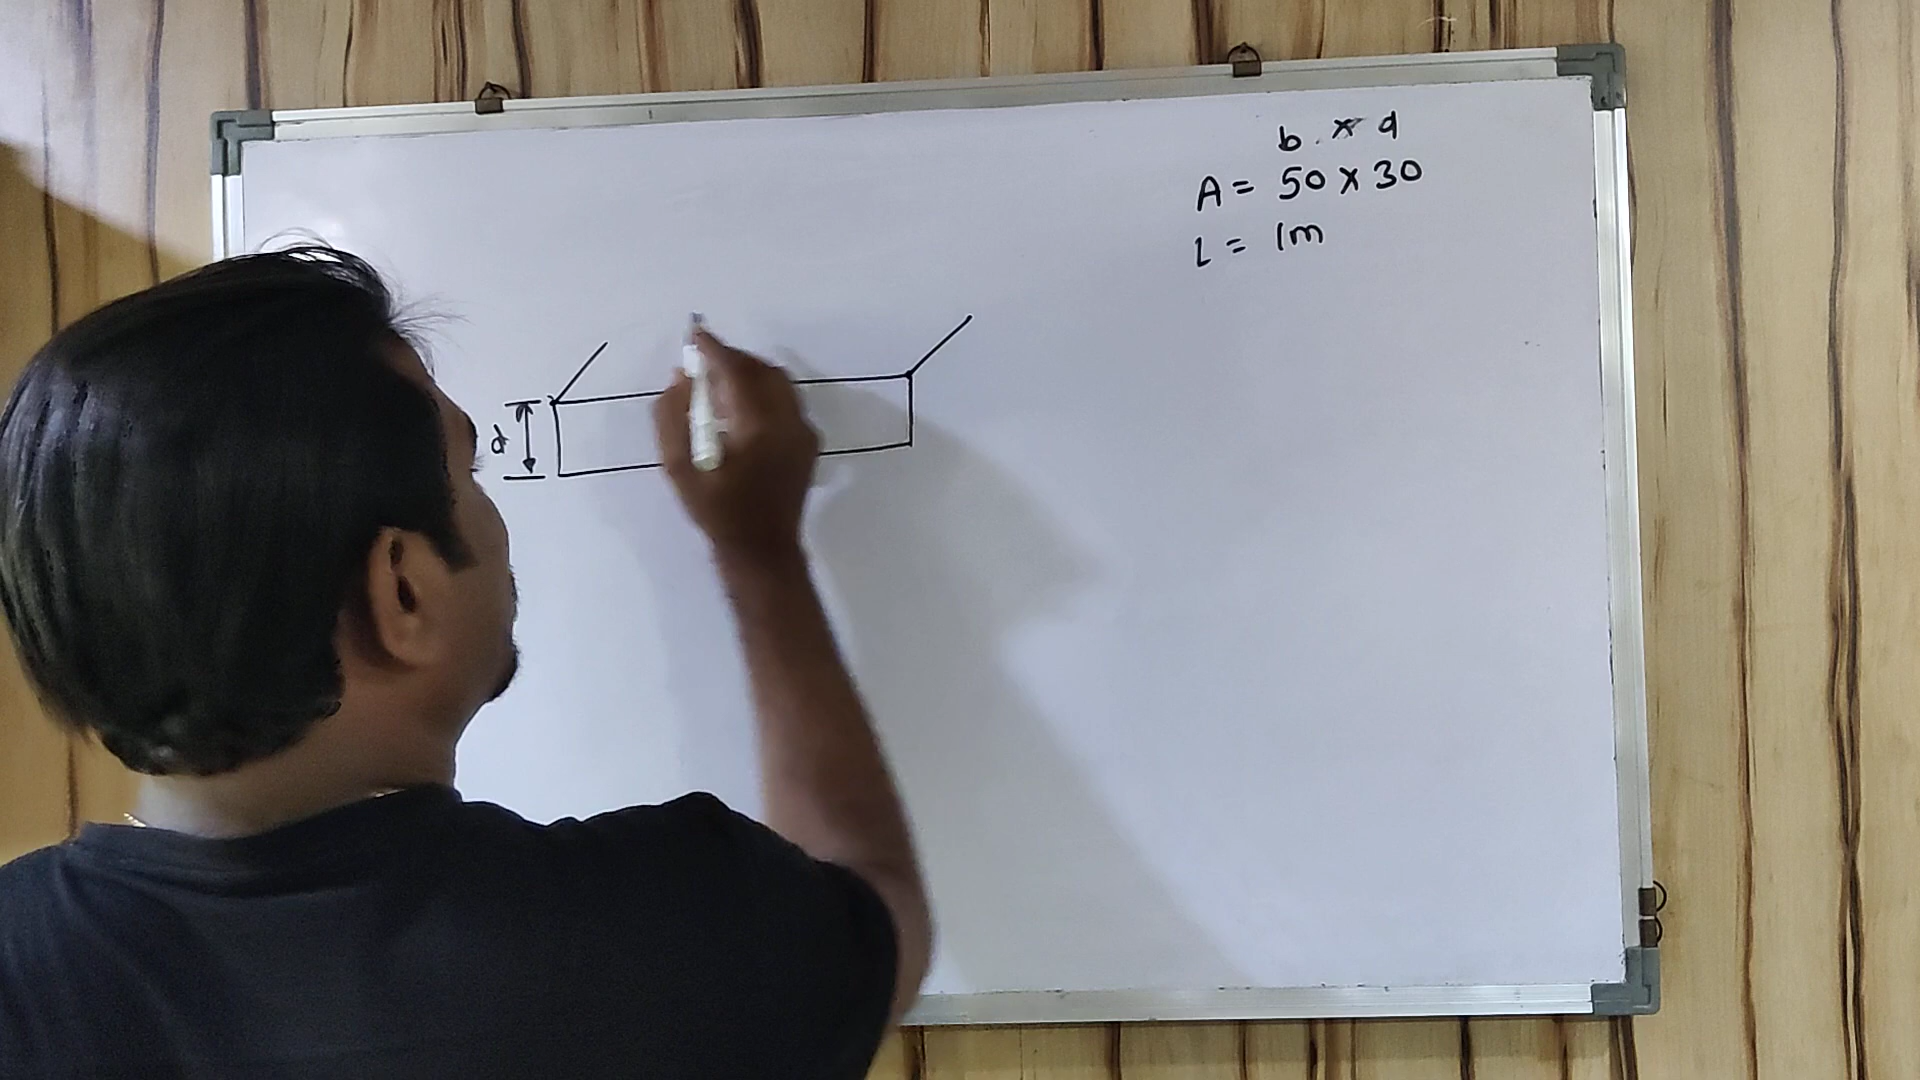 b . x d
A = 50 x 30
L = 1m
d